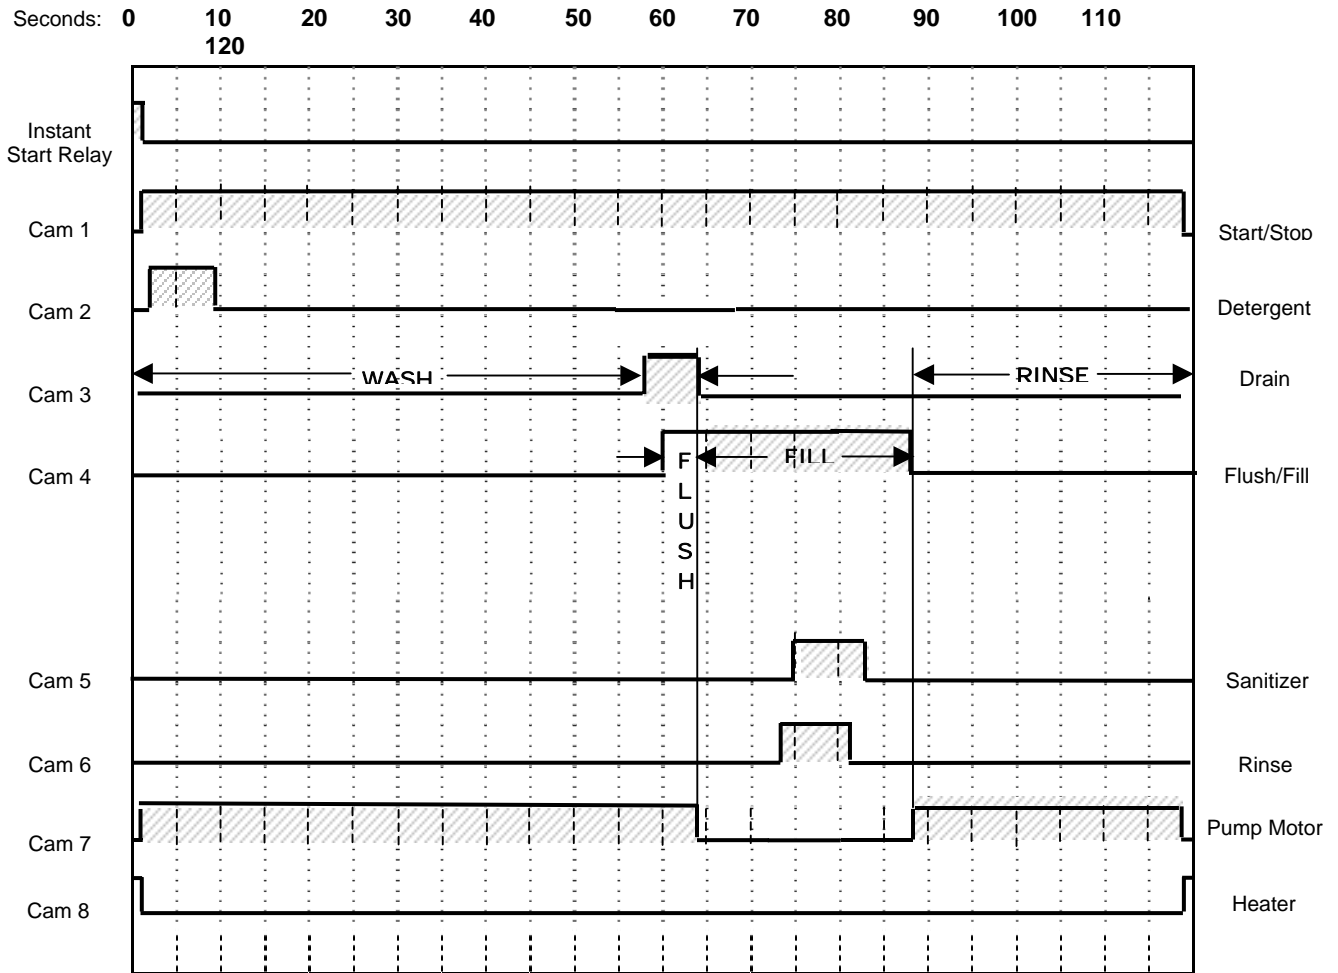 Seconds: 0 10 20 30 40 50 60 70 80 90 100 110
120
Instant
Start Relay
Cam 1
Start/Stop
Cam 2
Detergent
WASH
RINSE
Cam 3
Drain
FILL
Cam 4
Flush/Fill
F
L
U
S
H
Cam 5
Sanitizer
Cam 6
Rinse
Cam 7
Pump Motor
Cam 8
Heater